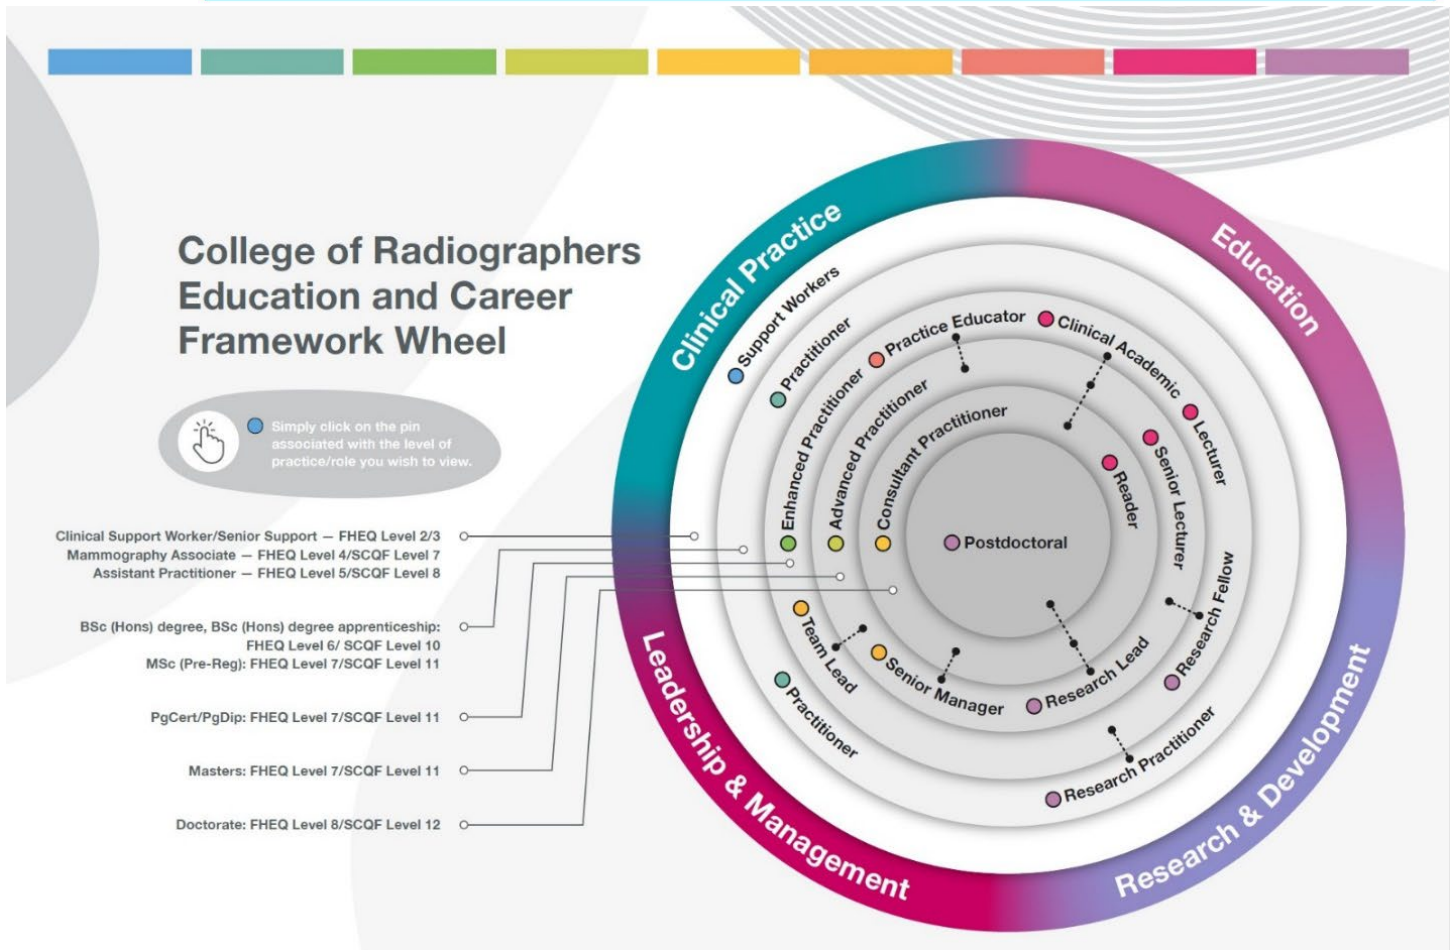 College of Radiographers
Education and Career
Framework Wheel
Simply click on the pin
associated with the level of
practice/role you wish to view.
Clinical Support Worker/Senior Support — FHEQ Level 2/3
Mammography Associate — FHEQ Level 4/SCQF Level 7
Assistant Practitioner — FHEQ Level 5/SCQF Level 8
BSc (Hons) degree, BSc (Hons) degree apprenticeship:
FHEQ Level 6/ SCQF Level 10
MSc (Pre-Reg): FHEQ Level 7/SCQF Level 11
PgCert/PgDip: FHEQ Level 7/SCQF Level 11
Masters: FHEQ Level 7/SCQF Level 11
Doctorate: FHEQ Level 8/SCQF Level 12
Clinical Practice
Education
Research & Development
Leadership & Management
Support Workers
Practitioner
Enhanced Practitioner
Practice Educator
Clinical Academic
Lecturer
Advanced Practitioner
Senior Lecturer
Consultant Practitioner
Reader
Postdoctoral
Research Fellow
Research Lead
Research Practitioner
Team Lead
Senior Manager
Practitioner